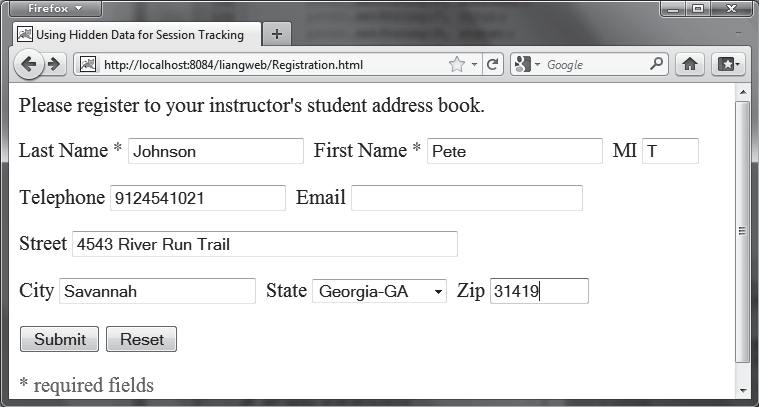 Firefox
Using Hidden Data for Session Tracking
http://localhost:8084/liangweb/Registration.html Google
Please register to your instructor's student address book.
Last Name * Johnson First Name * Pete MI T
Telephone 9124541021 Email
Street 4543 River Run Trail
City Savannah State Georgia-GA Zip 31419
Submit Reset
* required fields